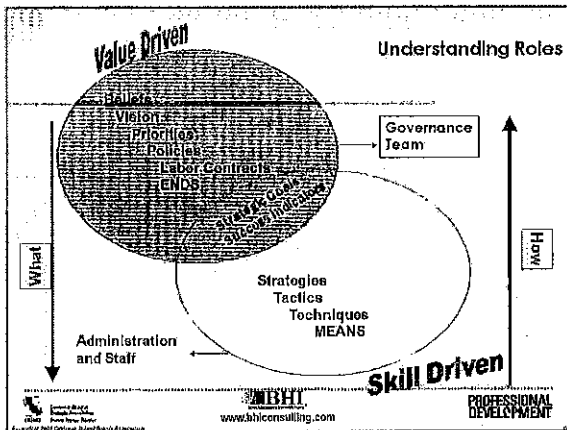 Value Driven
Understanding Roles
Beliefs
Vision
Priorities
Policies
Labor Contracts
ENDS
Governance
Team
Strategic Goals
Success Indicators
What
How
Strategies
Tactics
Techniques
MEANS
Administration
and Staff
Skill Driven
BHI
www.bhiconsulting.com
PROFESSIONAL
DEVELOPMENT